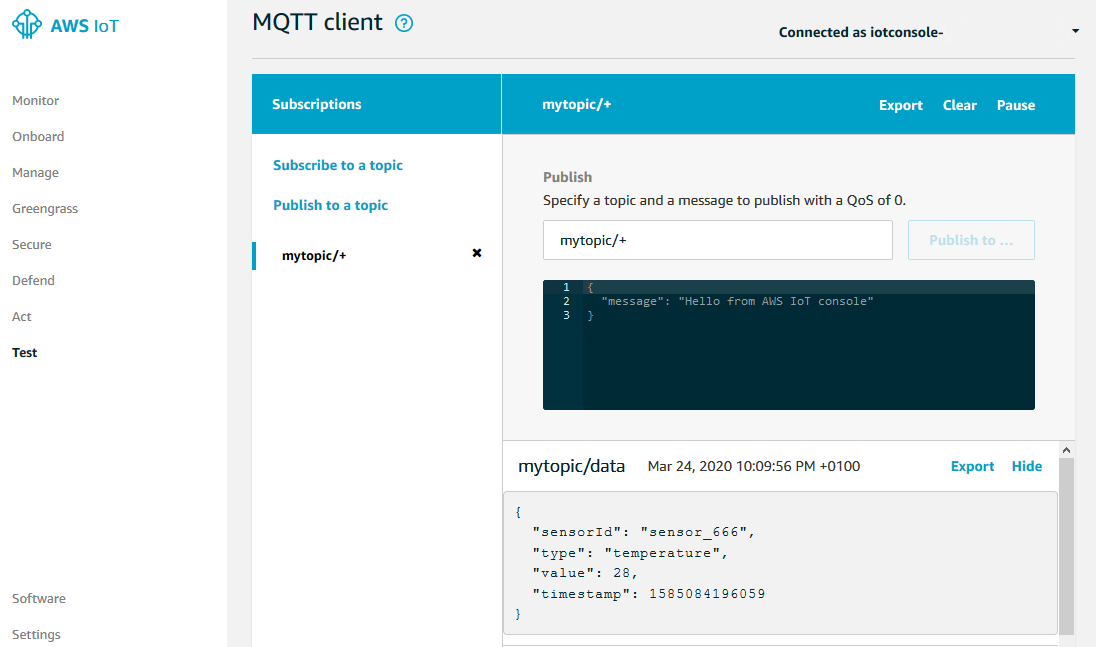 AWS IoT
MQTT client ?
Connected as iotconsole-
Monitor
Onboard
Manage
Greengrass
Secure
Defend
Act
Test
Software
Settings
Subscriptions
Subscribe to a topic
Publish to a topic
mytopic/+
mytopic/+
Export Clear Pause
Publish
Specify a topic and a message to publish with a QoS of 0.
mytopic/+
Publish to ...
1 {
2 "message": "Hello from AWS IoT console"
3 }
mytopic/data Mar 24, 2020 10:09:56 PM +0100 Export Hide
{
"sensorId": "sensor_666",
"type": "temperature",
"value": 28,
"timestamp": 1585084196059
}